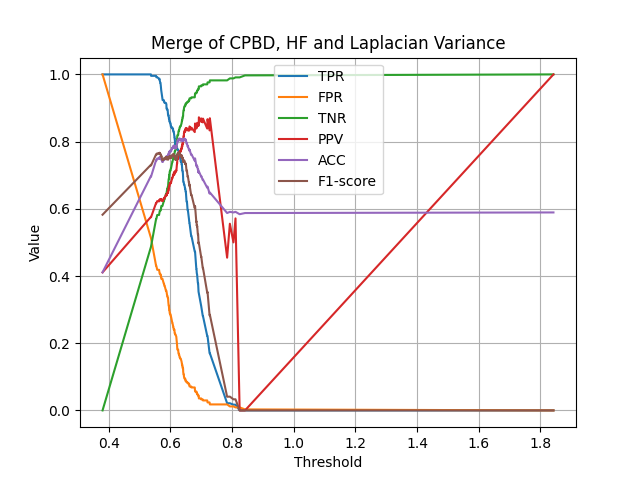 Merge of CPBD, HF and Laplacian Variance
Value
1.0
0.8
0.6
0.4
0.2
0.0
TPR
FPR
TNR
PPV
ACC
F1-score
0.4 0.6 0.8 1.0 1.2 1.4 1.6 1.8
Threshold